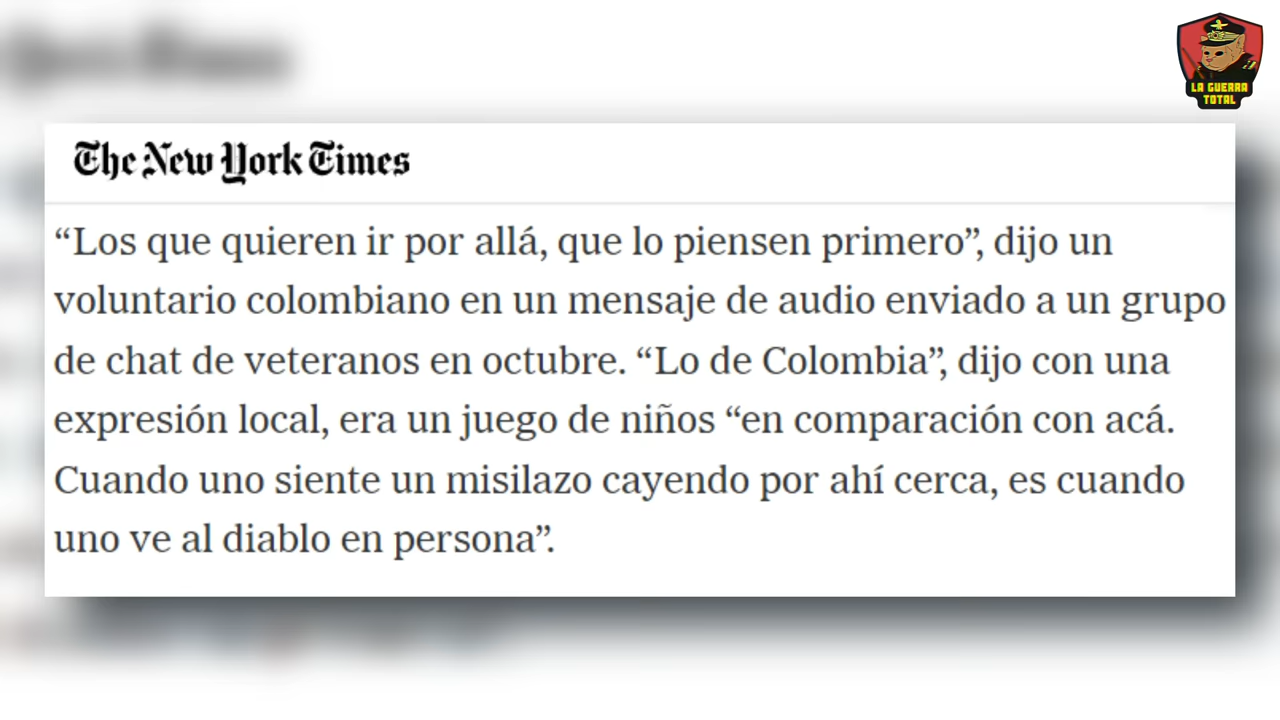 LA GUERRA
TOTAL
The New York Times
“Los que quieren ir por allá, que lo piensen primero”, dijo un
voluntario colombiano en un mensaje de audio enviado a un grupo
de chat de veteranos en octubre. “Lo de Colombia”, dijo con una
expresión local, era un juego de niños “en comparación con acá.
Cuando uno siente un misilazo cayendo por ahí cerca, es cuando
uno ve al diablo en persona”.